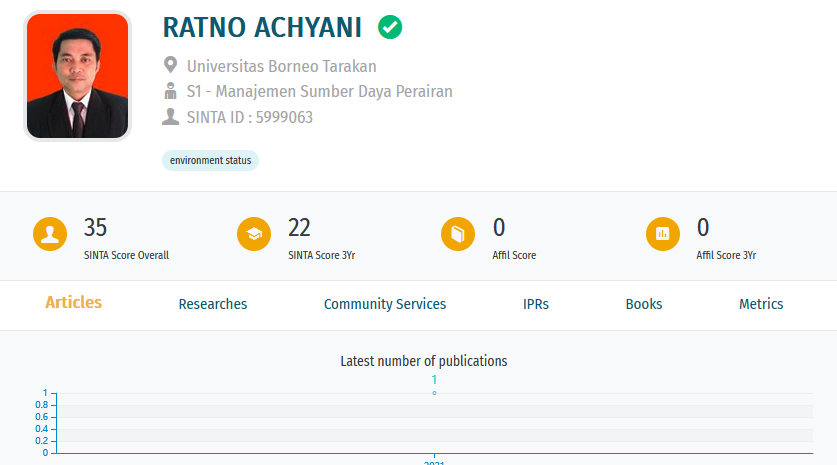 RATNO ACHYANI
Universitas Borneo Tarakan
S1 - Manajemen Sumber Daya Perairan
SINTA ID : 5999063
environment status
35
SINTA Score Overall
22
SINTA Score 3Yr
0
Affil Score
0
Affil Score 3Yr
Articles Researches Community Services IPRs Books Metrics
Latest number of publications
1
1
0.8
0.6
0.4
0.2
0
2021